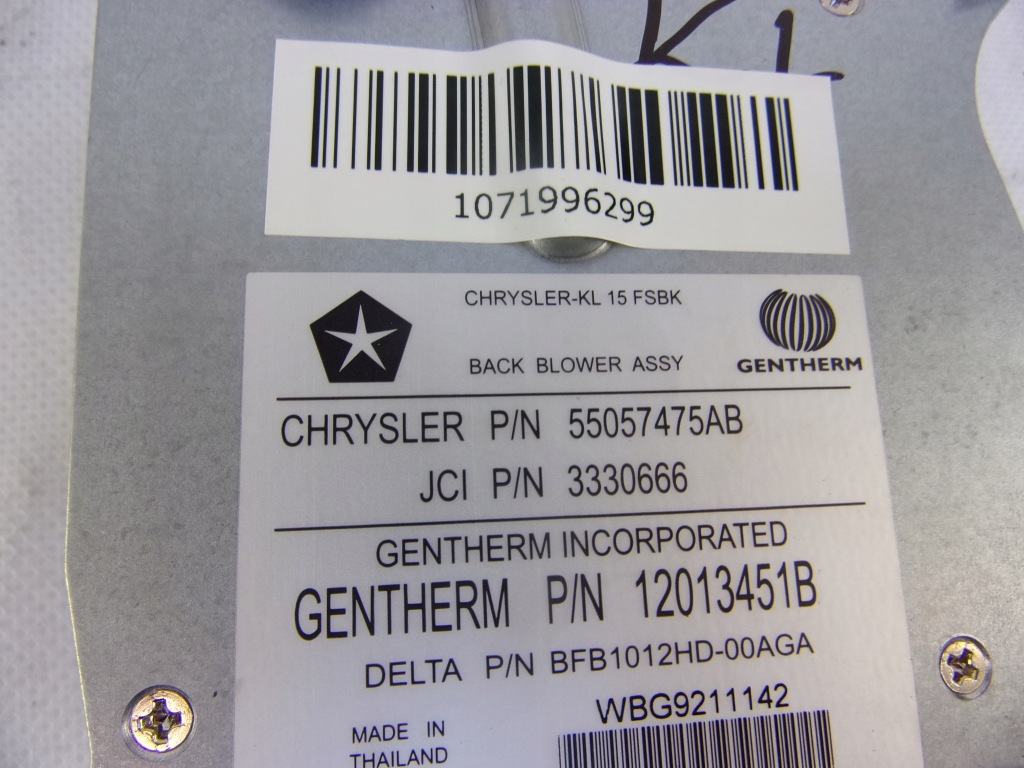 KL
1071996299
CHRYSLER-KL 15 FSBK
BACK BLOWER ASSY
GENTHERM
CHRYSLER P/N 55057475AB
JCI P/N 3330666
GENTHERM INCORPORATED
GENTHERM P/N 12013451B
DELTA P/N BFB1012HD-00AGA
WBG9211142
MADE IN
THAILAND